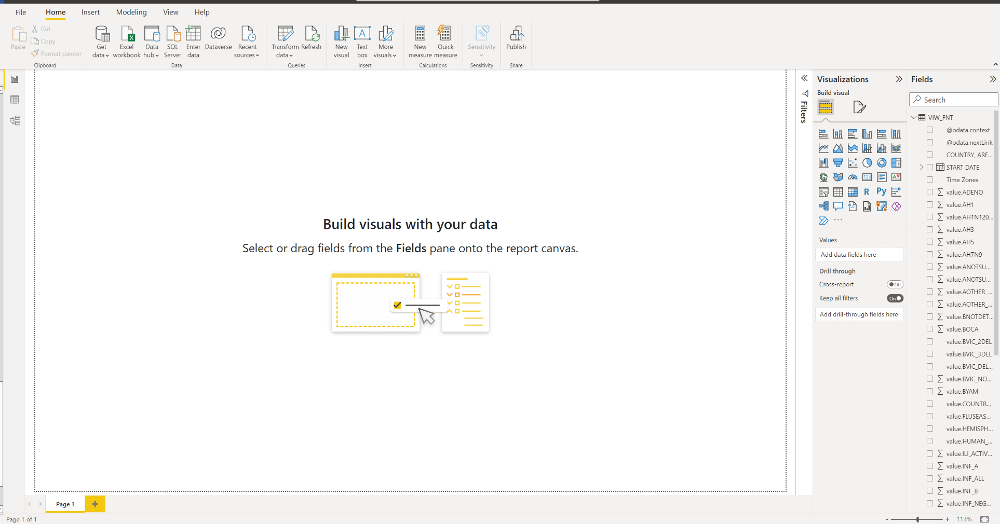 File Home Insert Modeling View Help
Paste
Cut
Copy
Format painter
Clipboard
Get data
Excel workbook
Data hub
SQL Server
Enter data
Dataverse
Recent sources
Data
Transform data
Refresh
Queries
New visual
Text box
More visuals
Insert
New measure
Quick measure
Calculations
Sensitivity
Sensitivity
Publish
Share
Build visuals with your data
Select or drag fields from the Fields pane onto the report canvas.
Filters
Visualizations
Build visual
123
R
Py
Values
Add data fields here
Drill through
Cross-report Off
Keep all filters On
Add drill-through fields here
Fields
Search
VIW_FNT
@odata.context
@odata.nextLink
COUNTRY, ARE...
START DATE
Time Zones
value.ADENO
value.AH1
value.AH1N120...
value.AH3
value.AH5
value.AH7N9
value.ANOTSU...
value.ANOTSU...
value.AOTHER_...
value.AOTHER_...
value.BNOTDET...
value.BOCA
value.BVIC_2DEL
value.BVIC_3DEL
value.BVIC_DEL...
value.BVIC_NO...
value.BYAM
value.COUNTR...
value.FLUSEAS...
value.HEMISPH...
value.HUMAN_...
value.ILI_ACTIV...
value.INF_A
value.INF_ALL
value.INF_B
value.INF_NEG...
Page 1
+
Page 1 of 1
- + 113%